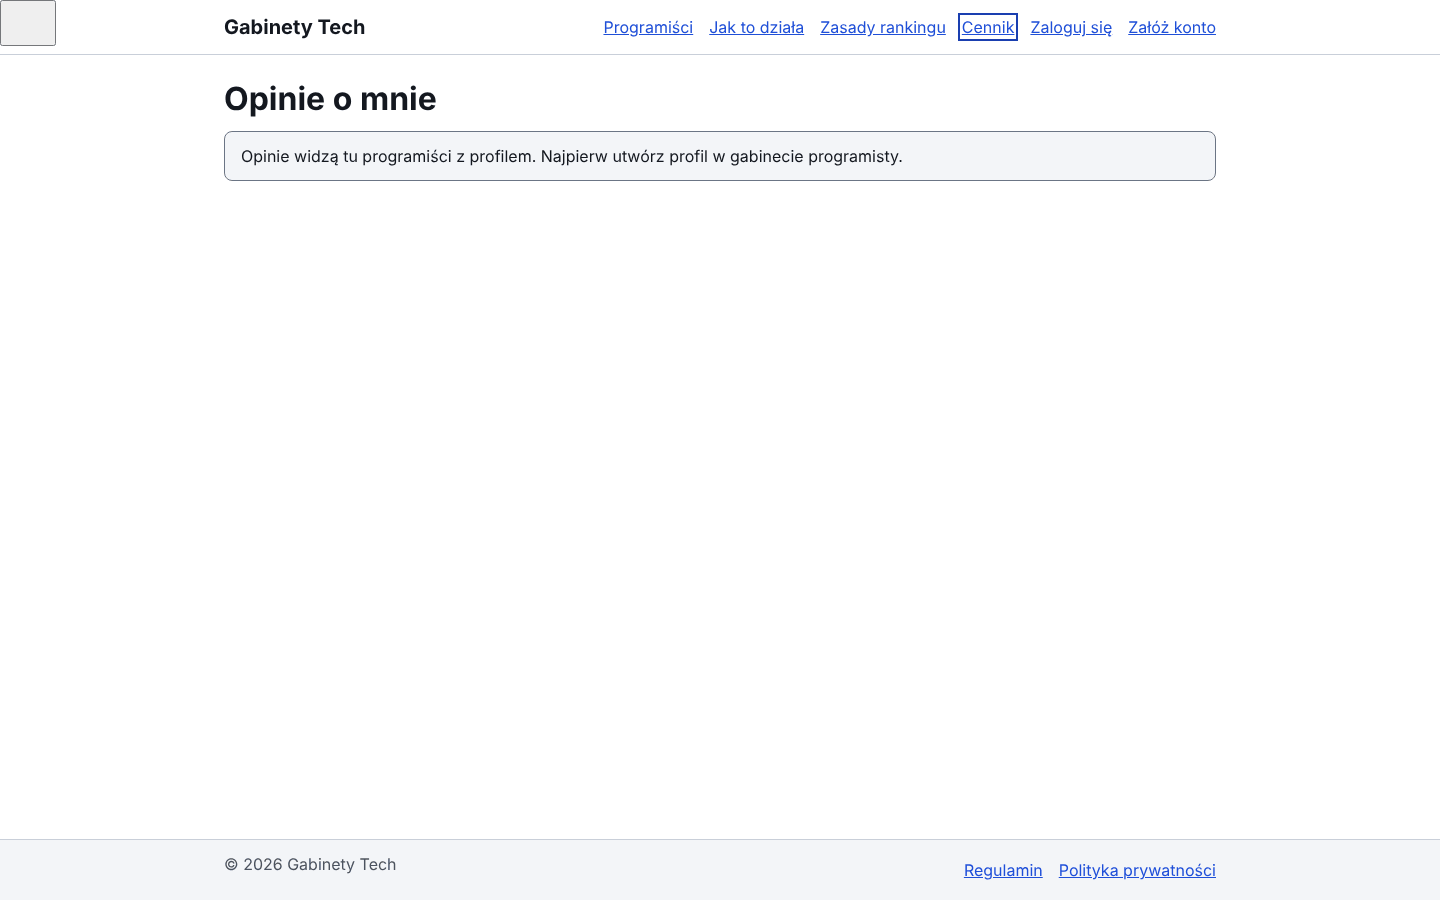 Gabinety Tech
Programiści Jak to działa Zasady rankingu Cennik Zaloguj się Załóż konto
Opinie o mnie
Opinie widzą tu programiści z profilem. Najpierw utwórz profil w gabinecie programisty.
© 2026 Gabinety Tech
Regulamin Polityka prywatności